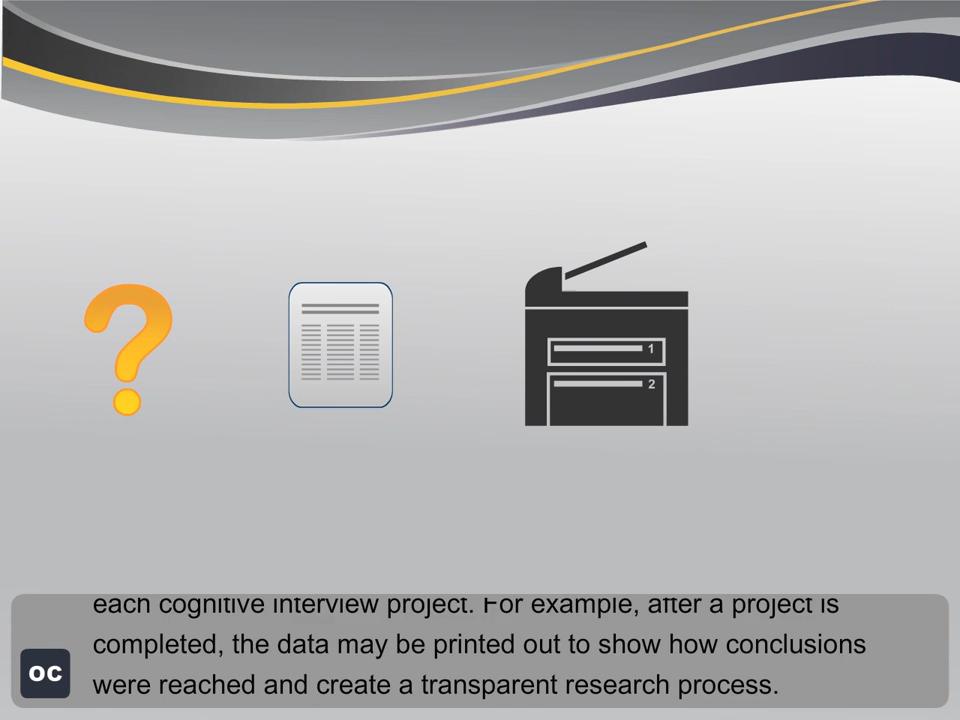 1
2
each cognitive interview project. For example, after a project is
completed, the data may be printed out to show how conclusions
were reached and create a transparent research process.
oc